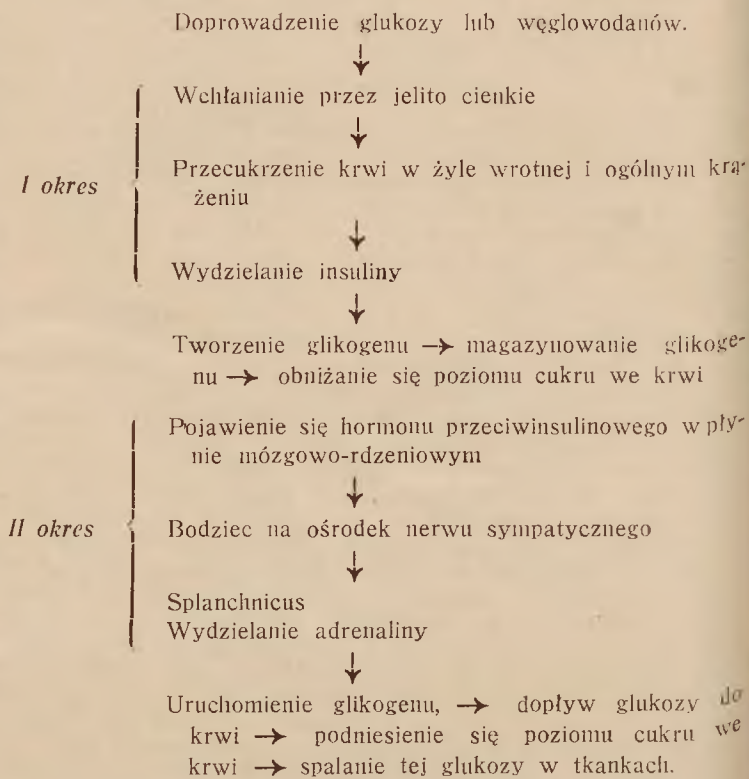 Doprowadzenie glukozy lub węglowodanów.
↓
Wchłanianie przez jelito cienkie
↓
I okres
Przecukrzenie krwi w żyle wrotnej i ogólnym krą-
żeniu
↓
Wydzielanie insuliny
↓
Tworzenie glikogenu → magazynowanie glikoge-
nu → obniżanie się poziomu cukru we krwi
Pojawienie się hormonu przeciwinsulinowego w pły-
nie mózgowo-rdzeniowym
↓
II okres
Bodziec na ośrodek nerwu sympatycznego
↓
Splanchnicus
Wydzielanie adrenaliny
↓
Uruchomienie glikogenu, → dopływ glukozy do
krwi → podniesienie się poziomu cukru we
krwi → spalanie tej glukozy w tkankach.